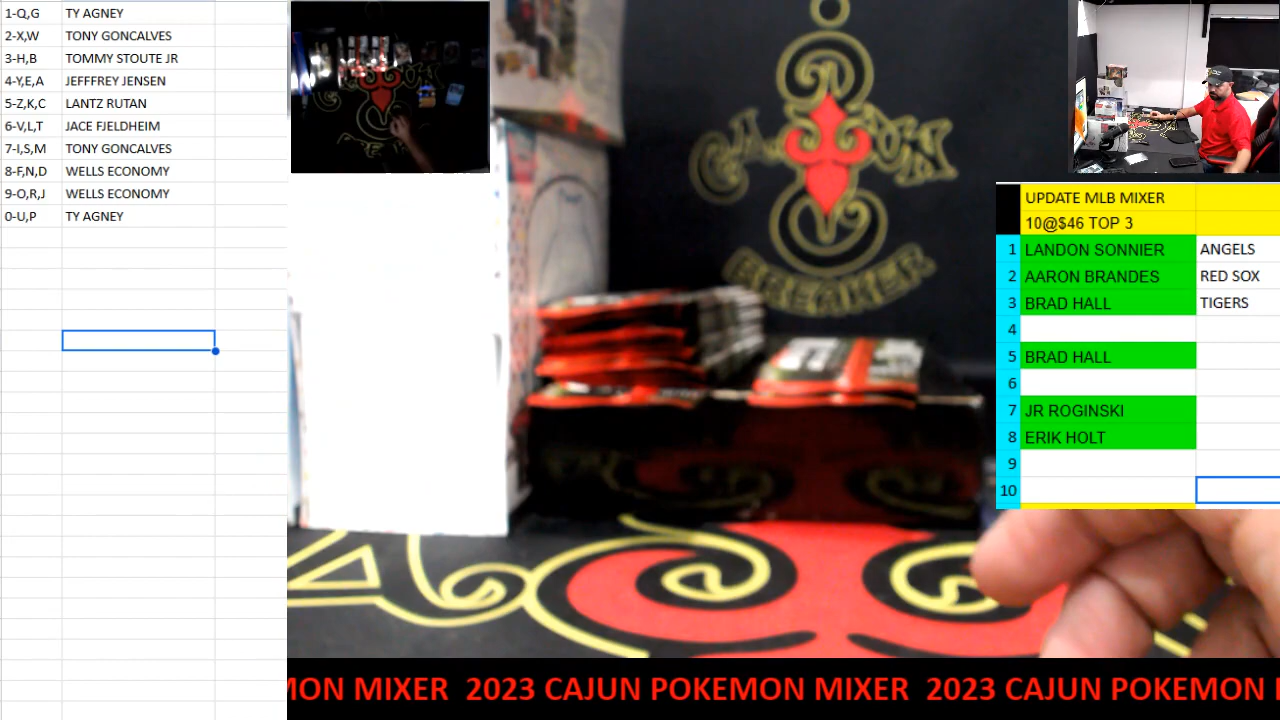 1-Q,G TY AGNEY
2-X,W TONY GONCALVES
3-H,B TOMMY STOUTE JR
4-Y,E,A JEFFFREY JENSEN
5-Z,K,C LANTZ RUTAN
6-V,L,T JACE FJELDHEIM
7-I,S,M TONY GONCALVES
8-F,N,D WELLS ECONOMY
9-O,R,J WELLS ECONOMY
0-U,P TY AGNEY
CAJUN
BREAKER
UPDATE MLB MIXER
10@$46 TOP 3
1 LANDON SONNIER ANGELS
2 AARON BRANDES RED SOX
3 BRAD HALL TIGERS
4
5 BRAD HALL
6
7 JR ROGINSKI
8 ERIK HOLT
9
10
MON MIXER 2023 CAJUN POKEMON MIXER 2023 CAJUN POKEMON